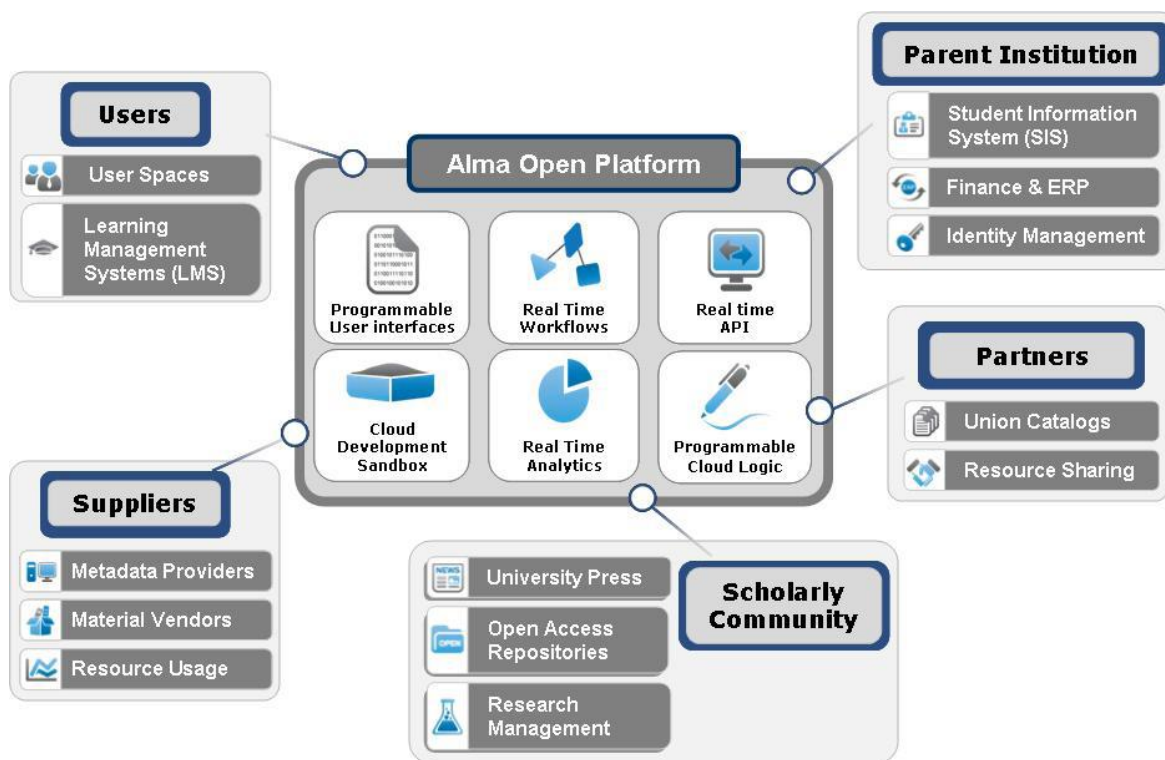 Users
User Spaces
Learning
Management
Systems (LMS)
Alma Open Platform
Programmable
User interfaces
Real Time
Workflows
Real time
API
Cloud
Development
Sandbox
Real Time
Analytics
Programmable
Cloud Logic
Parent Institution
Student Information
System (SIS)
ERP
Finance & ERP
Identity Management
Partners
Union Catalogs
Resource Sharing
Suppliers
Metadata Providers
Material Vendors
Resource Usage
NEWS
University Press
OPEN
Open Access
Repositories
Research
Management
Scholarly
Community